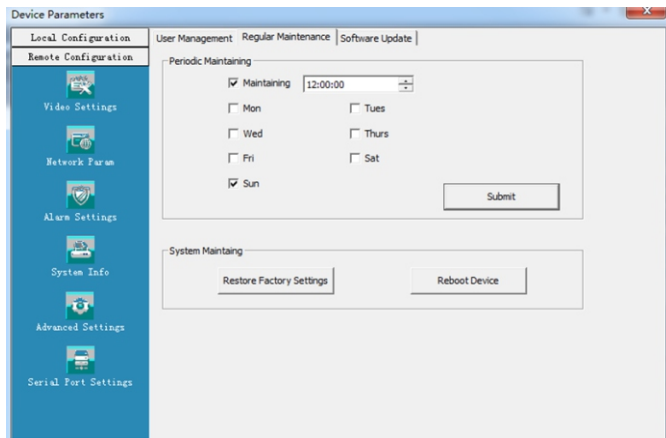 Device Parameters
Local Configuration
Remote Configuration
Video Settings
Network Param
Alarm Settings
System Info
Advanced Settings
Serial Port Settings
User Management Regular Maintenance Software Update
Periodic Maintaining
Maintaining 12:00:00
Mon Tues
Wed Thurs
Fri Sat
Sun
Submit
System Maintaing
Restore Factory Settings Reboot Device